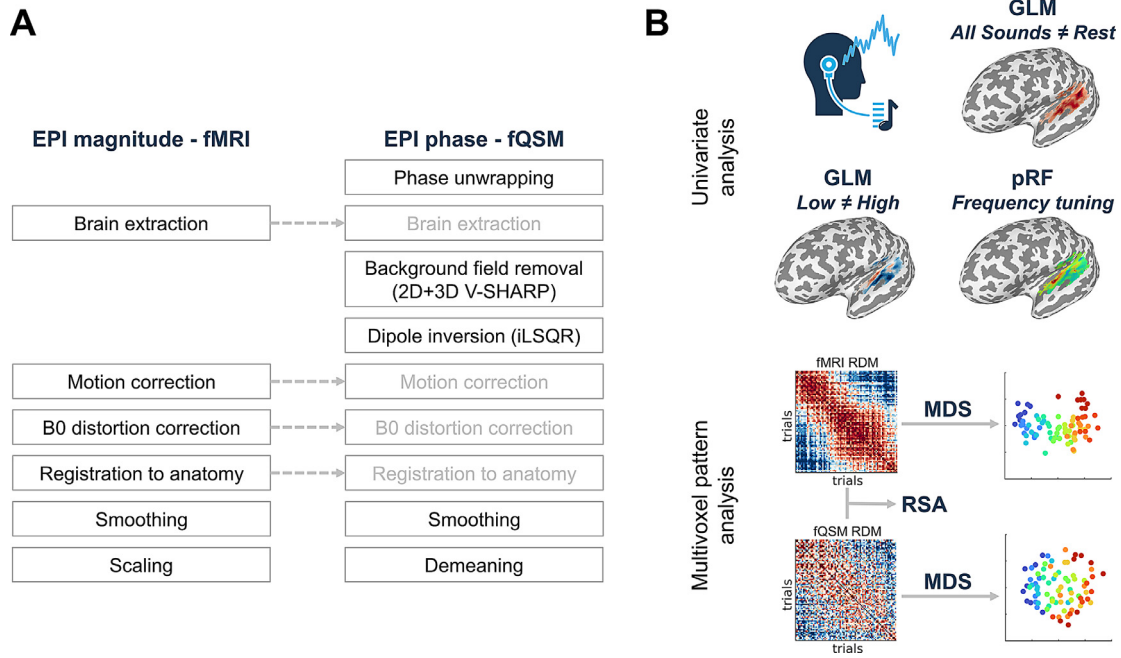 A
EPI magnitude - fMRI
EPI phase - fQSM
Phase unwrapping
Brain extraction
Brain extraction
Background field removal
(2D+3D V-SHARP)
Dipole inversion (iLSQR)
Motion correction
Motion correction
B0 distortion correction
B0 distortion correction
Registration to anatomy
Registration to anatomy
Smoothing
Smoothing
Scaling
Demeaning
B
Univariate
analysis
GLM
All Sounds ≠ Rest
GLM
Low ≠ High
pRF
Frequency tuning
Multivoxel pattern
analysis
fMRI RDM
trials
trials
MDS
RSA
fQSM RDM
trials
trials
MDS